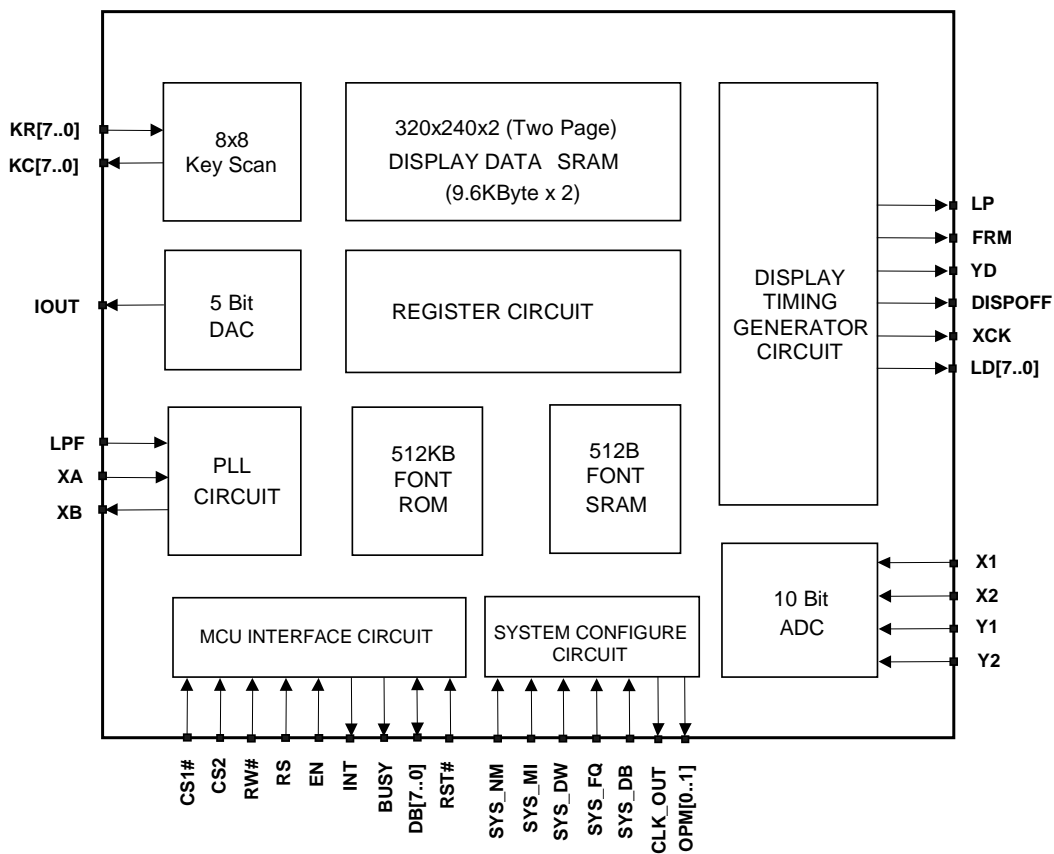 KR[7..0]
KC[7..0]
8x8
Key Scan
320x240x2 (Two Page)
DISPLAY DATA SRAM
(9.6KByte x 2)
IOUT
5 Bit
DAC
REGISTER CIRCUIT
DISPLAY
TIMING
GENERATOR
CIRCUIT
LP
FRM
YD
DISPOFF
XCK
LD[7..0]
LPF
XA
XB
PLL
CIRCUIT
512KB
FONT
ROM
512B
FONT
SRAM
10 Bit
ADC
X1
X2
Y1
Y2
MCU INTERFACE CIRCUIT
SYSTEM CONFIGURE
CIRCUIT
CS1#
CS2
RW#
RS
EN
INT
BUSY
DB[7..0]
RST#
SYS_NM
SYS_MI
SYS_DW
SYS_FQ
SYS_DB
CLK_OUT
OPM[0..1]